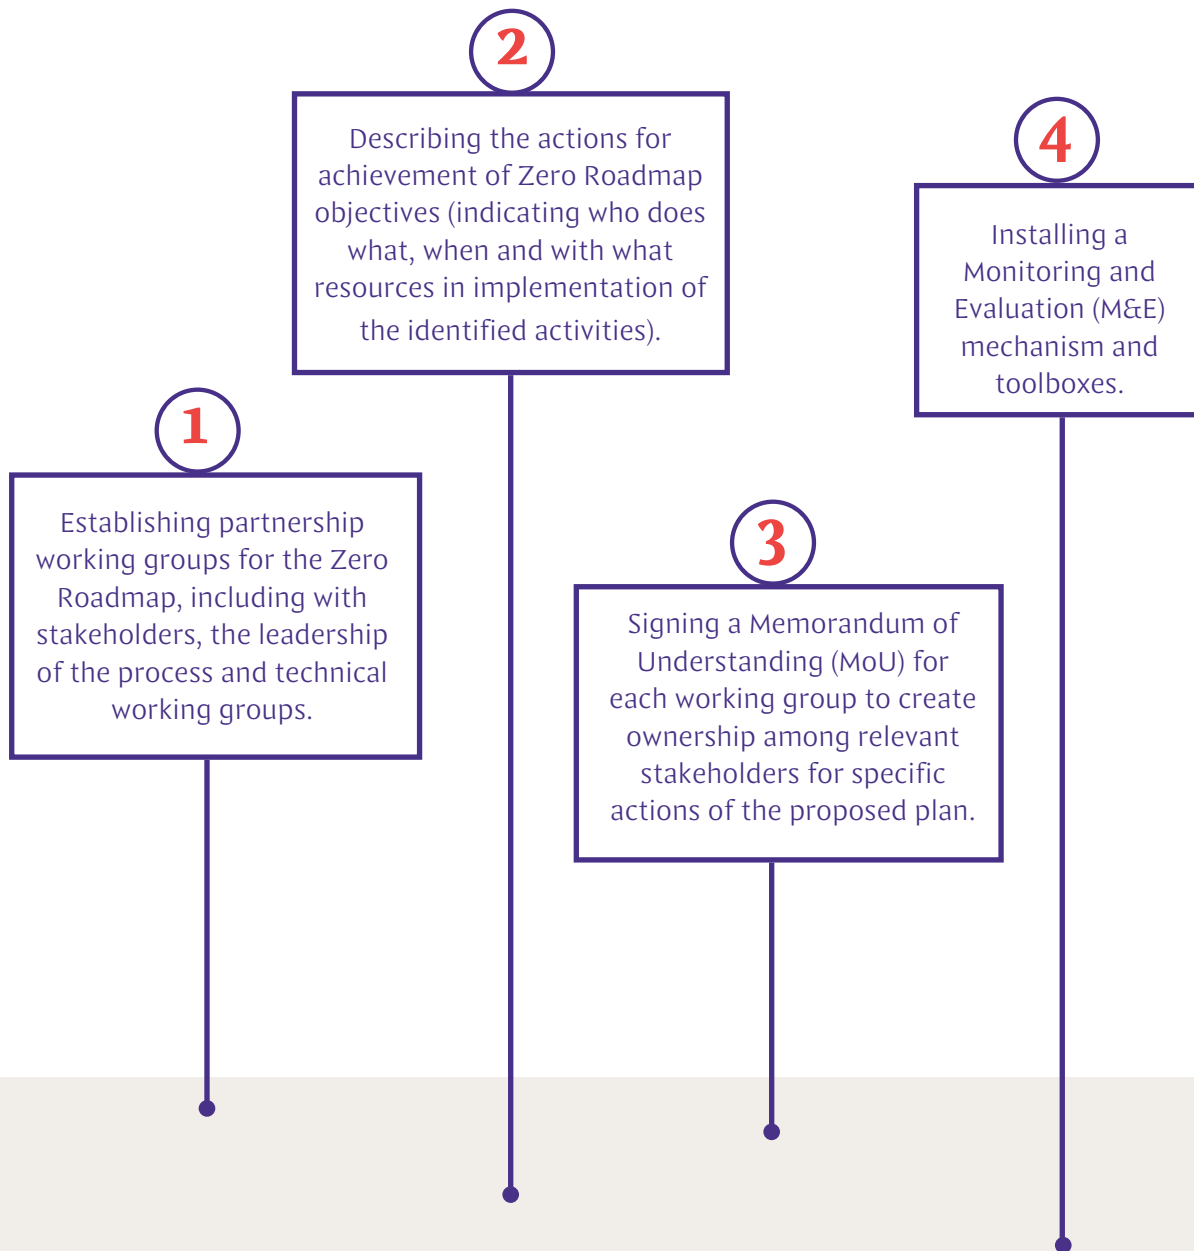 1
Establishing partnership
working groups for the Zero
Roadmap, including with
stakeholders, the leadership
of the process and technical
working groups.
2
Describing the actions for
achievement of Zero Roadmap
objectives (indicating who does
what, when and with what
resources in implementation of
the identified activities).
3
Signing a Memorandum of
Understanding (MoU) for
each working group to create
ownership among relevant
stakeholders for specific
actions of the proposed plan.
4
Installing a
Monitoring and
Evaluation (M&E)
mechanism and
toolboxes.